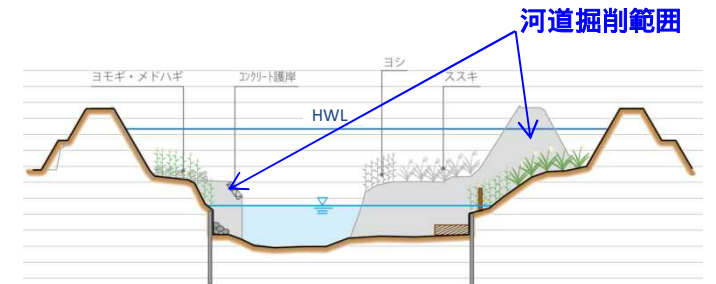 河道掘削範囲
ヨシ
ヨモギ・メドハギ
コンクリート護岸
ススキ
HWL